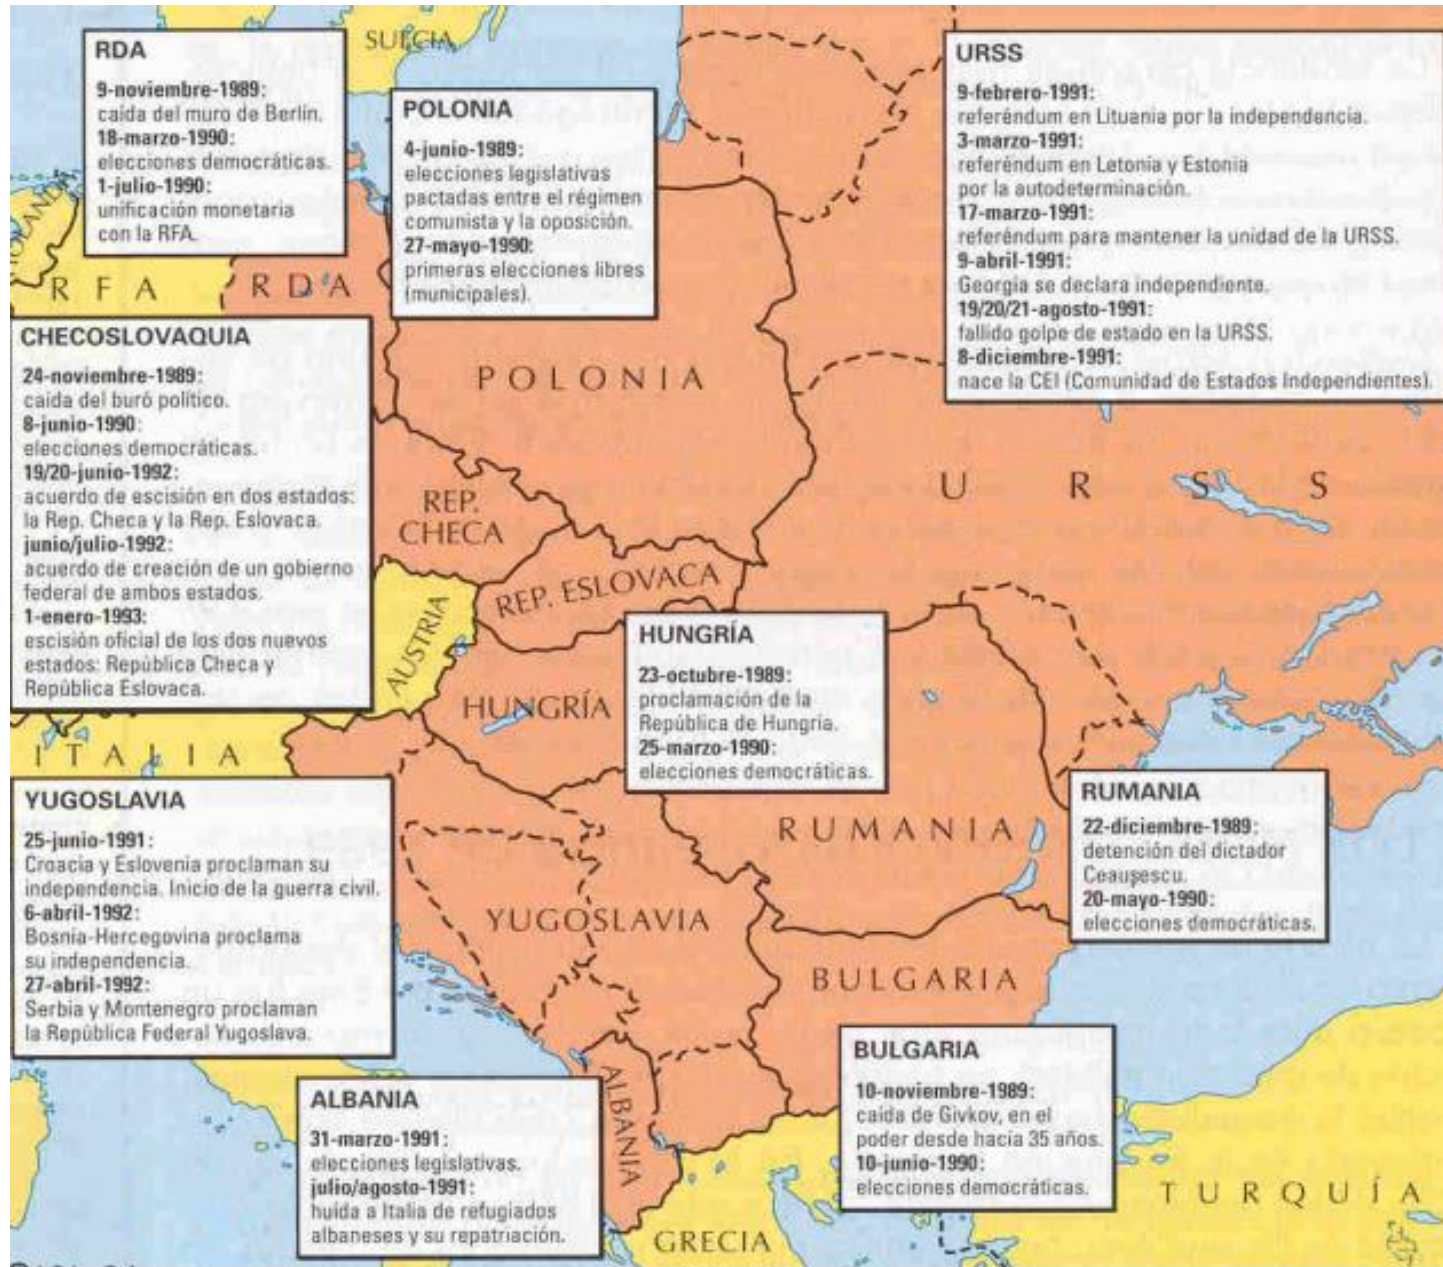 SUECIA
RDA
9-noviembre-1989:
caída del muro de Berlín.
18-marzo-1990:
elecciones democráticas.
1-julio-1990:
unificación monetaria
con la RFA.
POLONIA
4-junio-1989:
elecciones legislativas
pactadas entre el régimen
comunista y la oposición.
27-mayo-1990:
primeras elecciones libres
(municipales).
URSS
9-febrero-1991:
referéndum en Lituania por la independencia.
3-marzo-1991:
referéndum en Letonia y Estonia
por la autodeterminación.
17-marzo-1991:
referéndum para mantener la unidad de la URSS.
9-abril-1991:
Georgia se declara independiente.
19/20/21-agosto-1991:
fallido golpe de estado en la URSS.
8-diciembre-1991:
nace la CEI (Comunidad de Estados Independientes).
HOLANDA
RFA
RDA
CHECOSLOVAQUIA
24-noviembre-1989:
caída del buró político.
8-junio-1990:
elecciones democráticas.
19/20-junio-1992:
acuerdo de escisión en dos estados:
la Rep. Checa y la Rep. Eslovaca.
junio/julio-1992:
acuerdo de creación de un gobierno
federal de ambos estados.
1-enero-1993:
escisión oficial de los dos nuevos
estados: República Checa y
República Eslovaca.
POLONIA
URSS
REP.
CHECA
REP. ESLOVACA
AUSTRIA
HUNGRÍA
HUNGRÍA
23-octubre-1989:
proclamación de la
República de Hungría.
25-marzo-1990:
elecciones democráticas.
ITALIA
YUGOSLAVIA
25-junio-1991:
Croacia y Eslovenia proclaman su
independencia. Inicio de la guerra civil.
6-abril-1992:
Bosnia-Hercegovina proclama
su independencia.
27-abril-1992:
Serbia y Montenegro proclaman
la República Federal Yugoslava.
RUMANIA
RUMANIA
22-diciembre-1989:
detención del dictador
Ceauşescu.
20-mayo-1990:
elecciones democráticas.
YUGOSLAVIA
BULGARIA
ALBANIA
31-marzo-1991:
elecciones legislativas.
julio/agosto-1991:
huída a Italia de refugiados
albaneses y su repatriación.
ALBANIA
BULGARIA
10-noviembre-1989:
caída de Givkov, en el
poder desde hacía 35 años.
10-junio-1990:
elecciones democráticas.
GRECIA
TURQUÍA